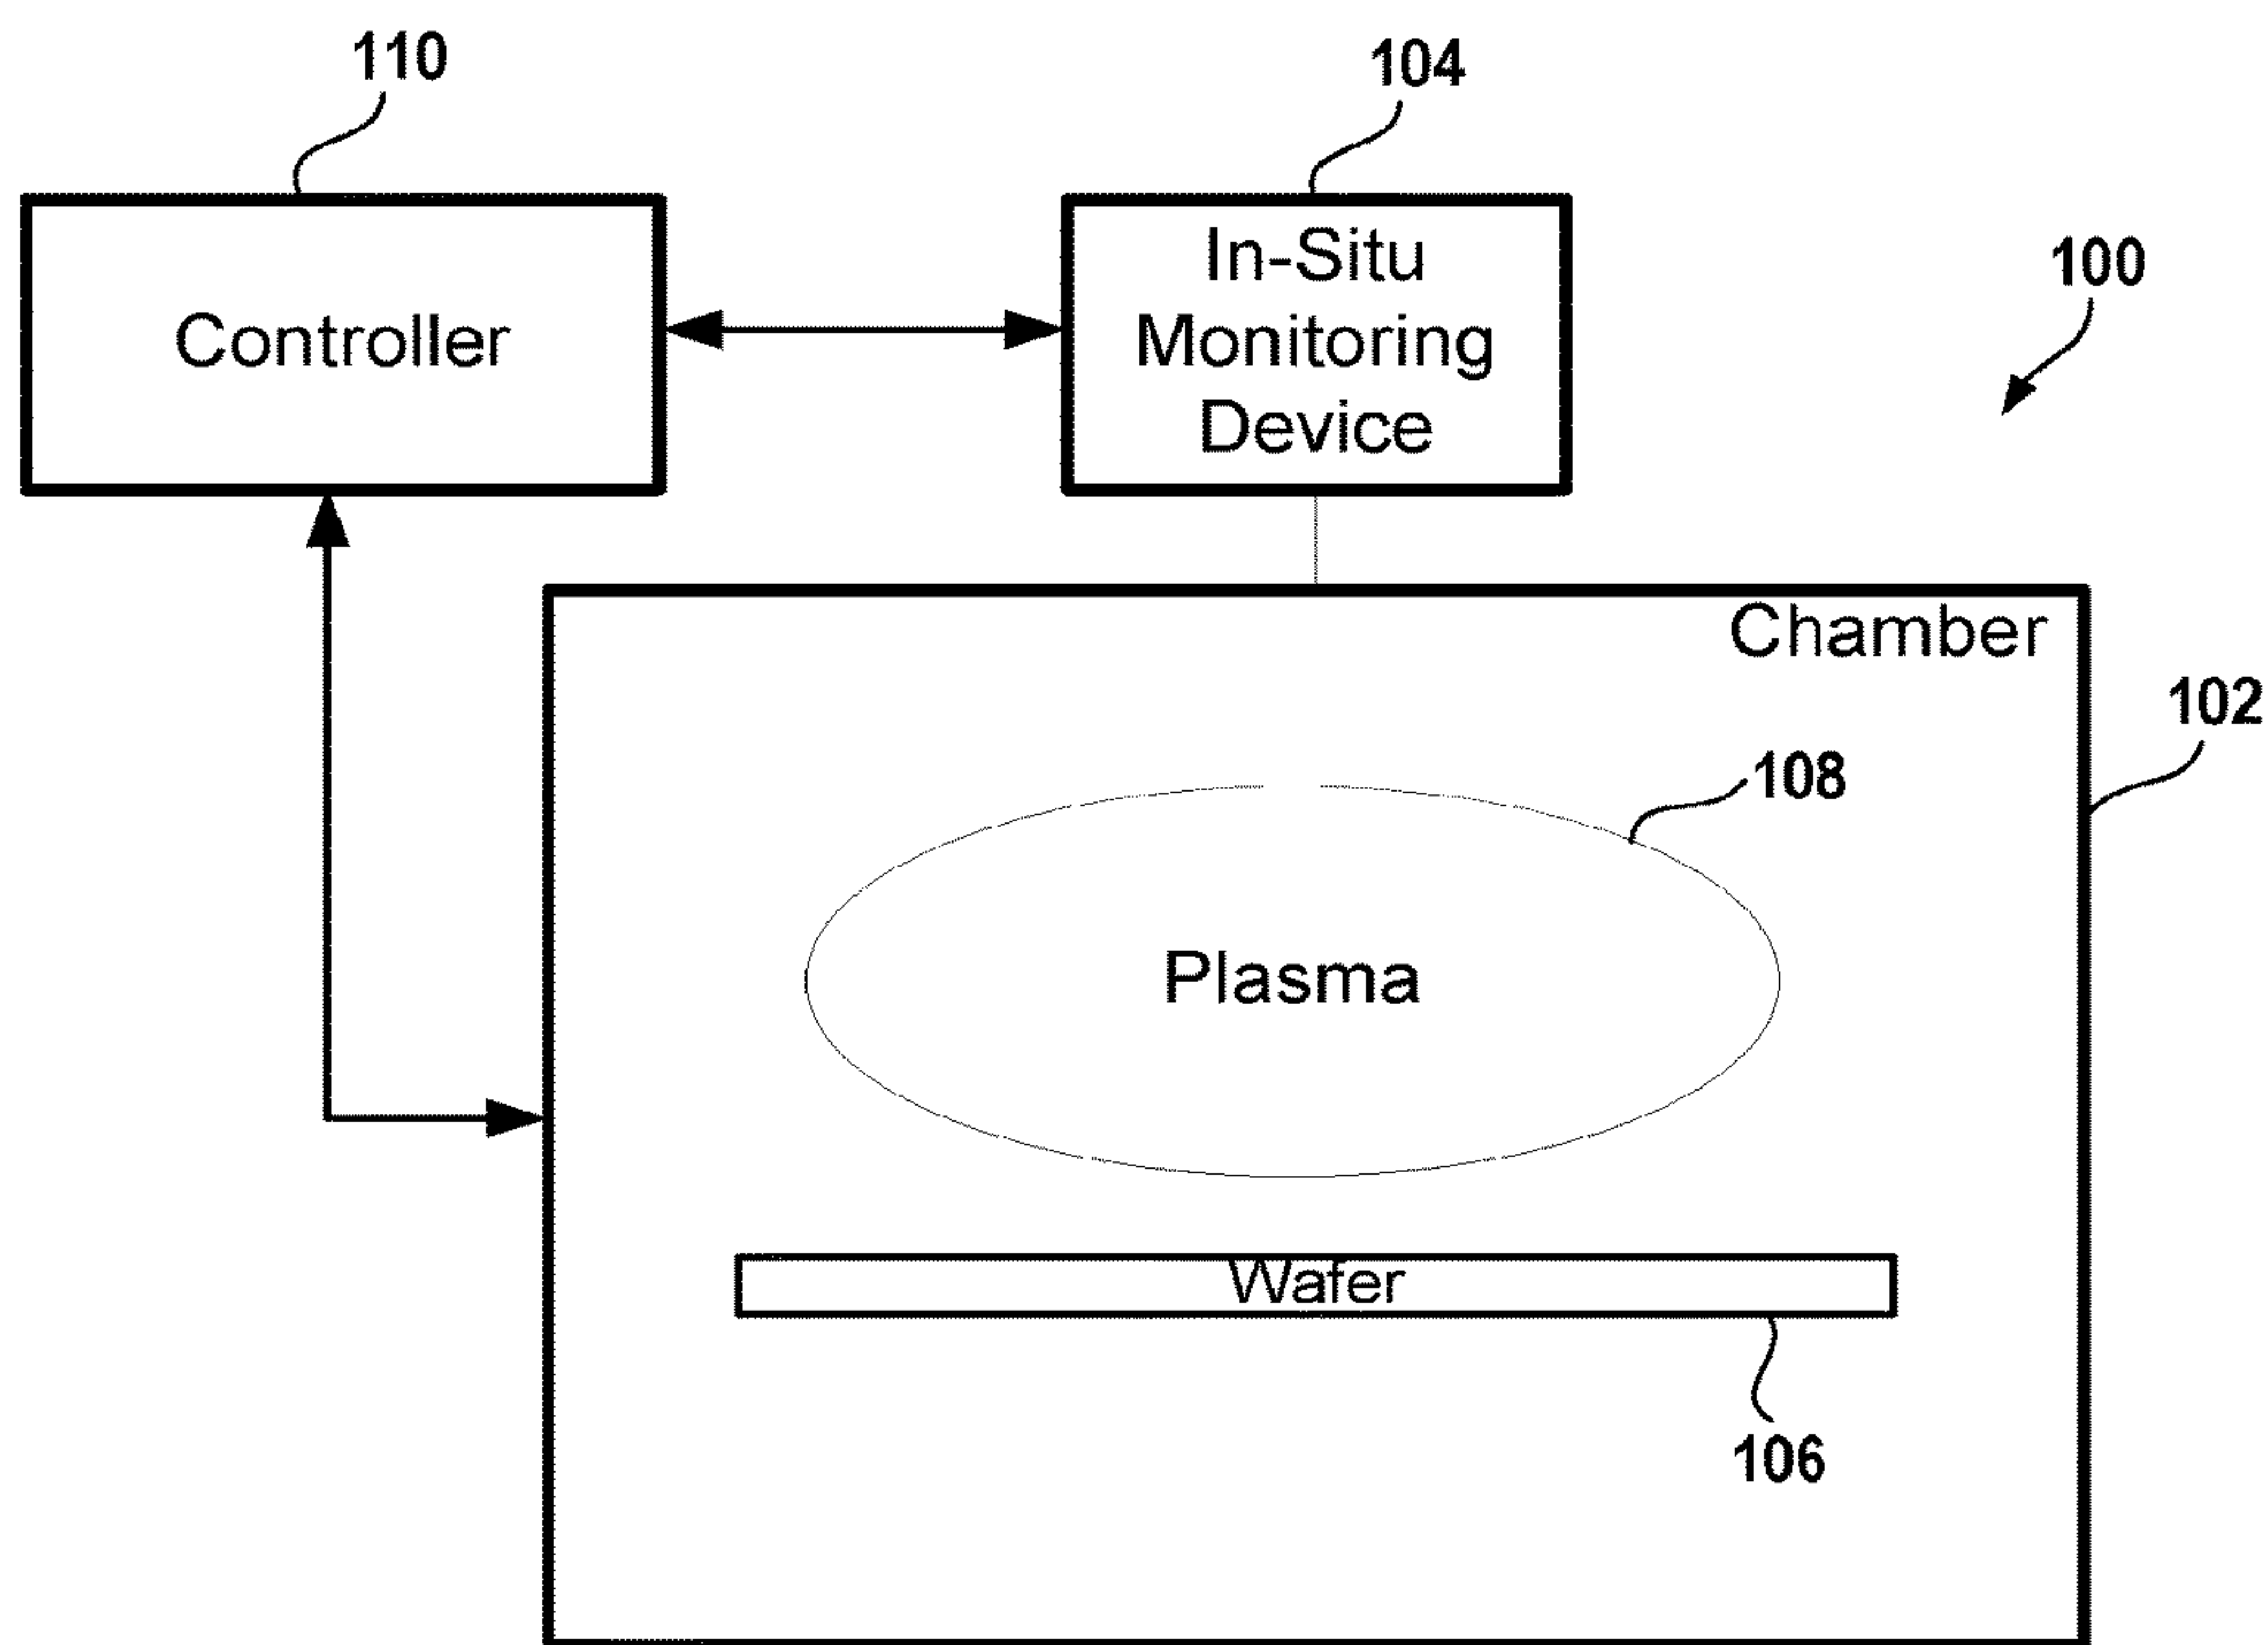 110
104
Controller
In-Situ
Monitoring
Device
100
Chamber
102
108
Plasma
Wafer
106